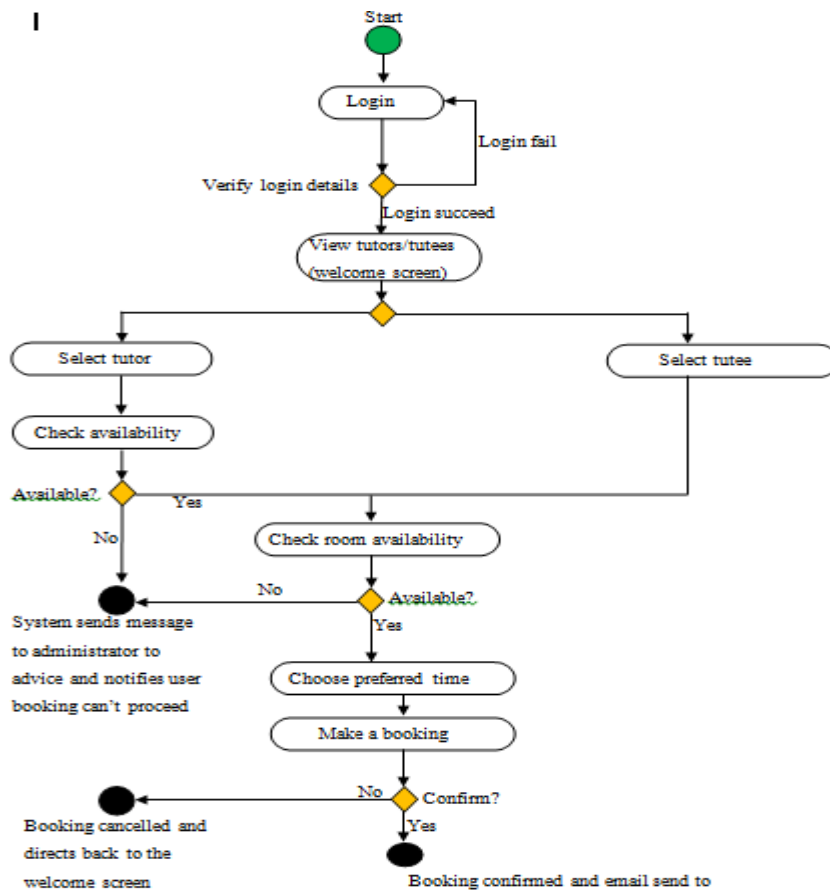 I
Start
Login
Login fail
Verify login details
Login succeed
View tutors/tutees
(welcome screen)
Select tutor
Select tutee
Check availability
Available?
Yes
No
Check room availability
No
Available?
Yes
System sends message
to administrator to
advice and notifies user
booking can't proceed
Choose preferred time
Make a booking
No
Confirm?
Yes
Booking cancelled and
directs back to the
welcome screen
Booking confirmed and email send to